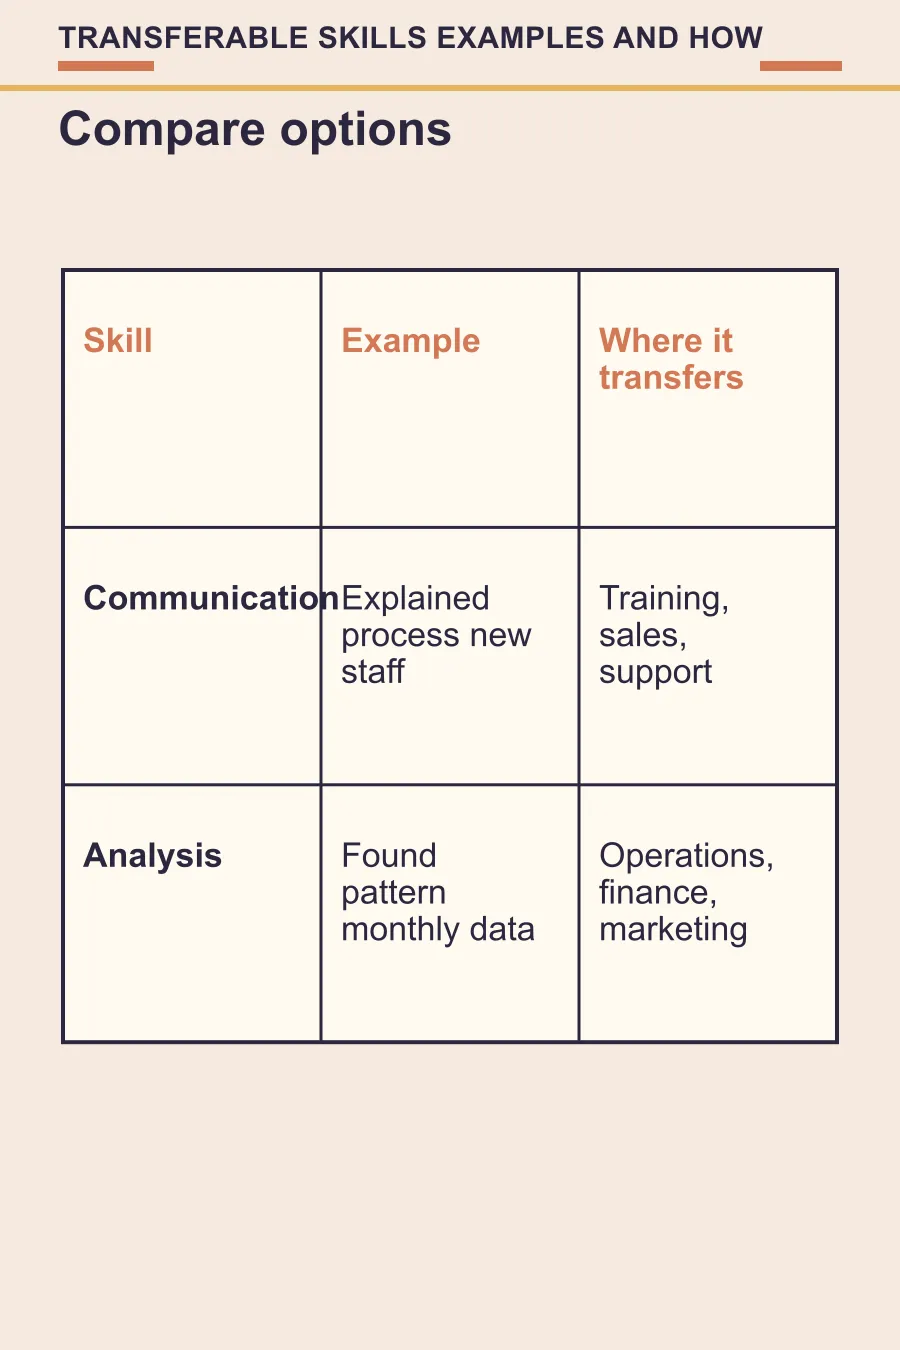 TRANSFERABLE SKILLS EXAMPLES AND HOW
Compare options
Skill
Example
Where it
transfers
Communication
Explained
process new
staff
Training,
sales,
support
Analysis
Found
pattern
monthly data
Operations,
finance,
marketing